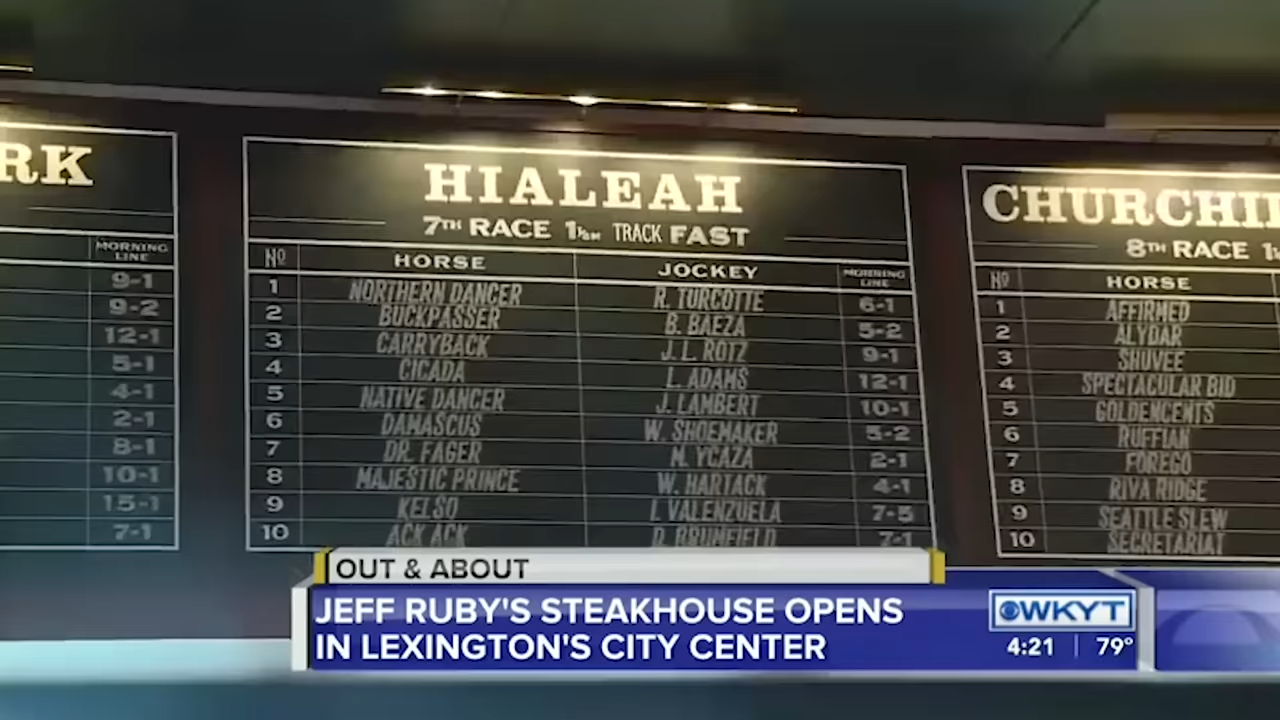 RK
MORNING
LINE
9-1
9-2
12-1
5-1
4-1
2-1
8-1
10-1
15-1
7-1
HIALEAH
7TH RACE TRACK FAST
NO HORSE JOCKEY MORNING LINE
1 NORTHERN DANCER R. TURCOTTE 6-1
2 BUCKPASSER B. BAEZA 5-2
3 CARRYBACK J. L. ROTZ 9-1
4 CICADA L. ADAMS 12-1
5 NATIVE DANCER J. LAMBERT 10-1
6 DAMASCUS W. SHOEMAKER 5-2
7 DR. FAGER M. YCAZA 2-1
8 MAJESTIC PRINCE W. HARTACK 4-1
9 KELSO I. VALENZUELA 7-5
10 ACK ACK D. BRUMFIELD 7-1
CHURCHIL
8TH RACE 1
NO HORSE
1 AFFIRMED
2 ALYDAR
3 SHUVEE
4 SPECTACULAR BID
5 GOLDENCENTS
6 RUFFIAN
7 FOREGO
8 RIVA RIDGE
9 SEATTLE SLEW
10 SECRETARIAT
OUT & ABOUT
JEFF RUBY'S STEAKHOUSE OPENS
IN LEXINGTON'S CITY CENTER
WKYT
4:21 79°